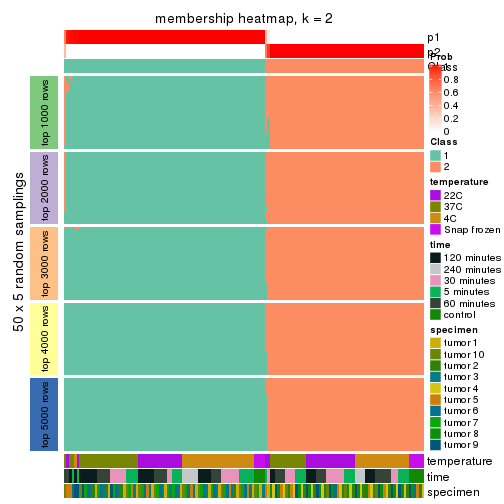 membership heatmap, k = 2
p1
p2
Class
50 x 5 random samplings
top 1000 rows
top 2000 rows
top 3000 rows
top 4000 rows
top 5000 rows
temperature
time
specimen
Prob
0.8
0.6
0.4
0.2
0
Class
1
2
temperature
22C
37C
4C
Snap frozen
time
120 minutes
240 minutes
30 minutes
5 minutes
60 minutes
control
specimen
tumor 1
tumor 10
tumor 2
tumor 3
tumor 4
tumor 5
tumor 6
tumor 7
tumor 8
tumor 9